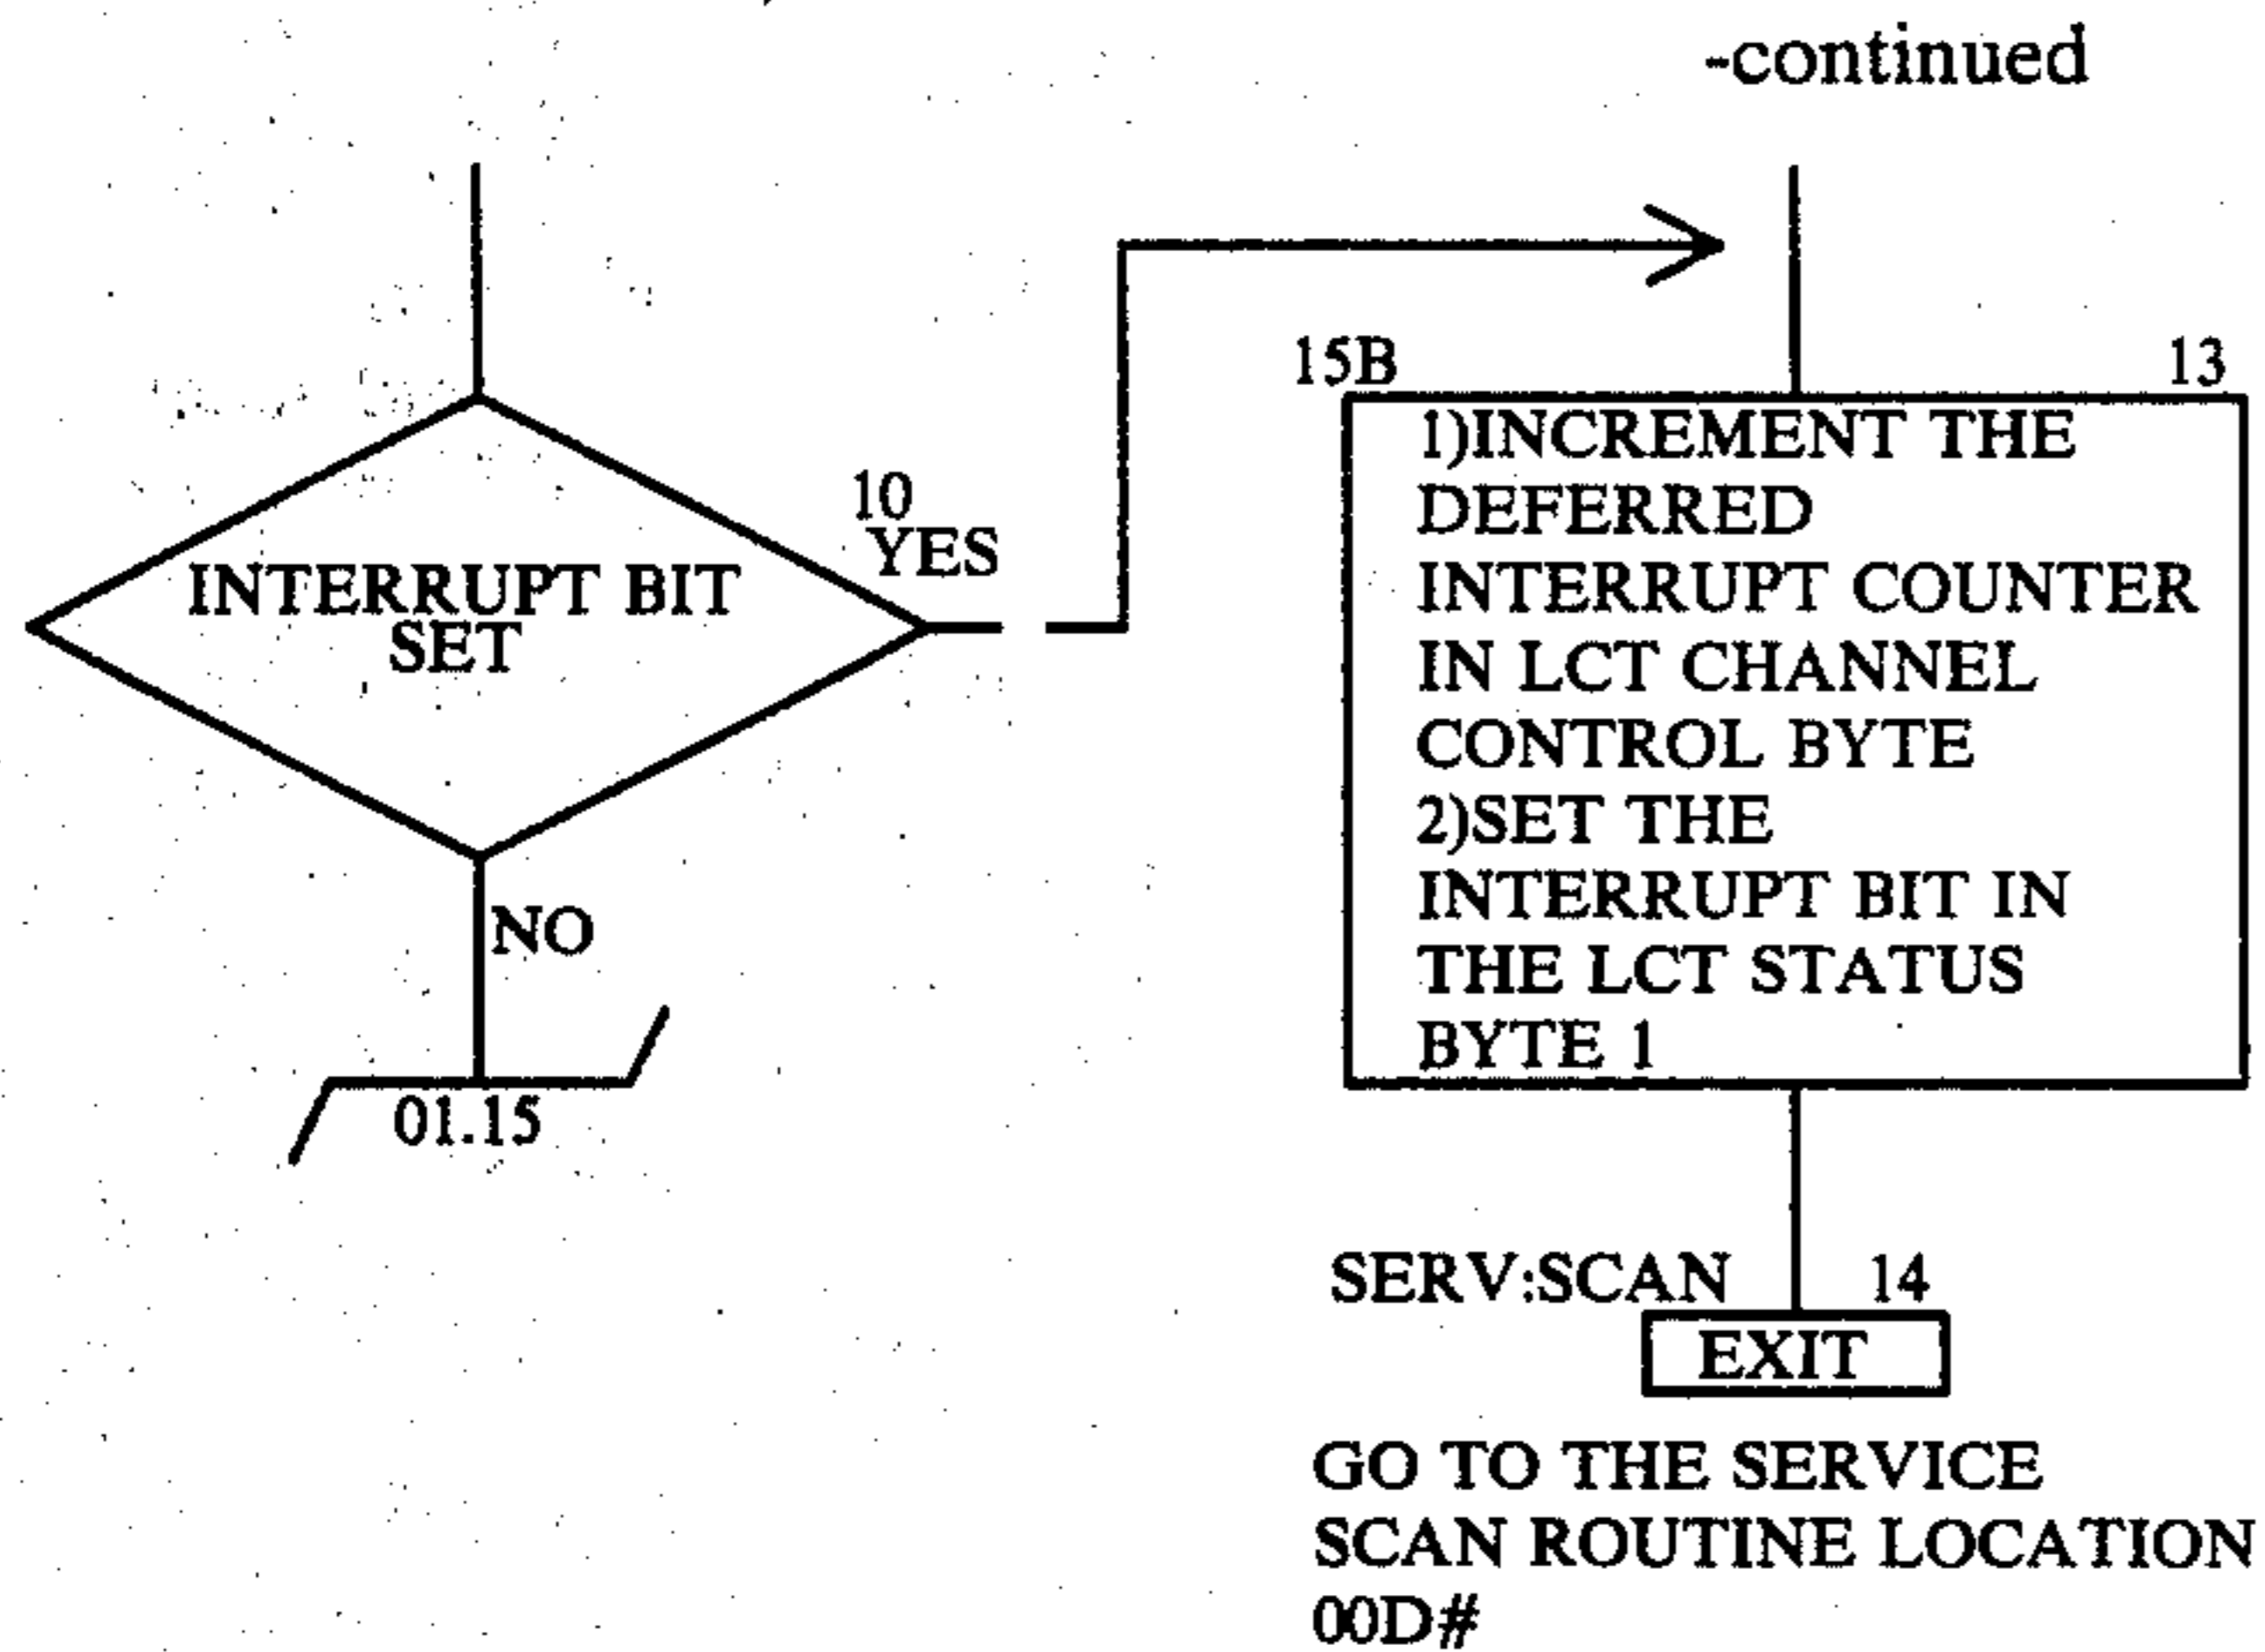 -continued
10
YES
INTERRUPT BIT
SET
NO
01.15
15B
13
1)INCREMENT THE
DEFERRED
INTERRUPT COUNTER
IN LCT CHANNEL
CONTROL BYTE
2)SET THE
INTERRUPT BIT IN
THE LCT STATUS
BYTE 1
SERV:SCAN
14
EXIT
GO TO THE SERVICE
SCAN ROUTINE LOCATION
00D#